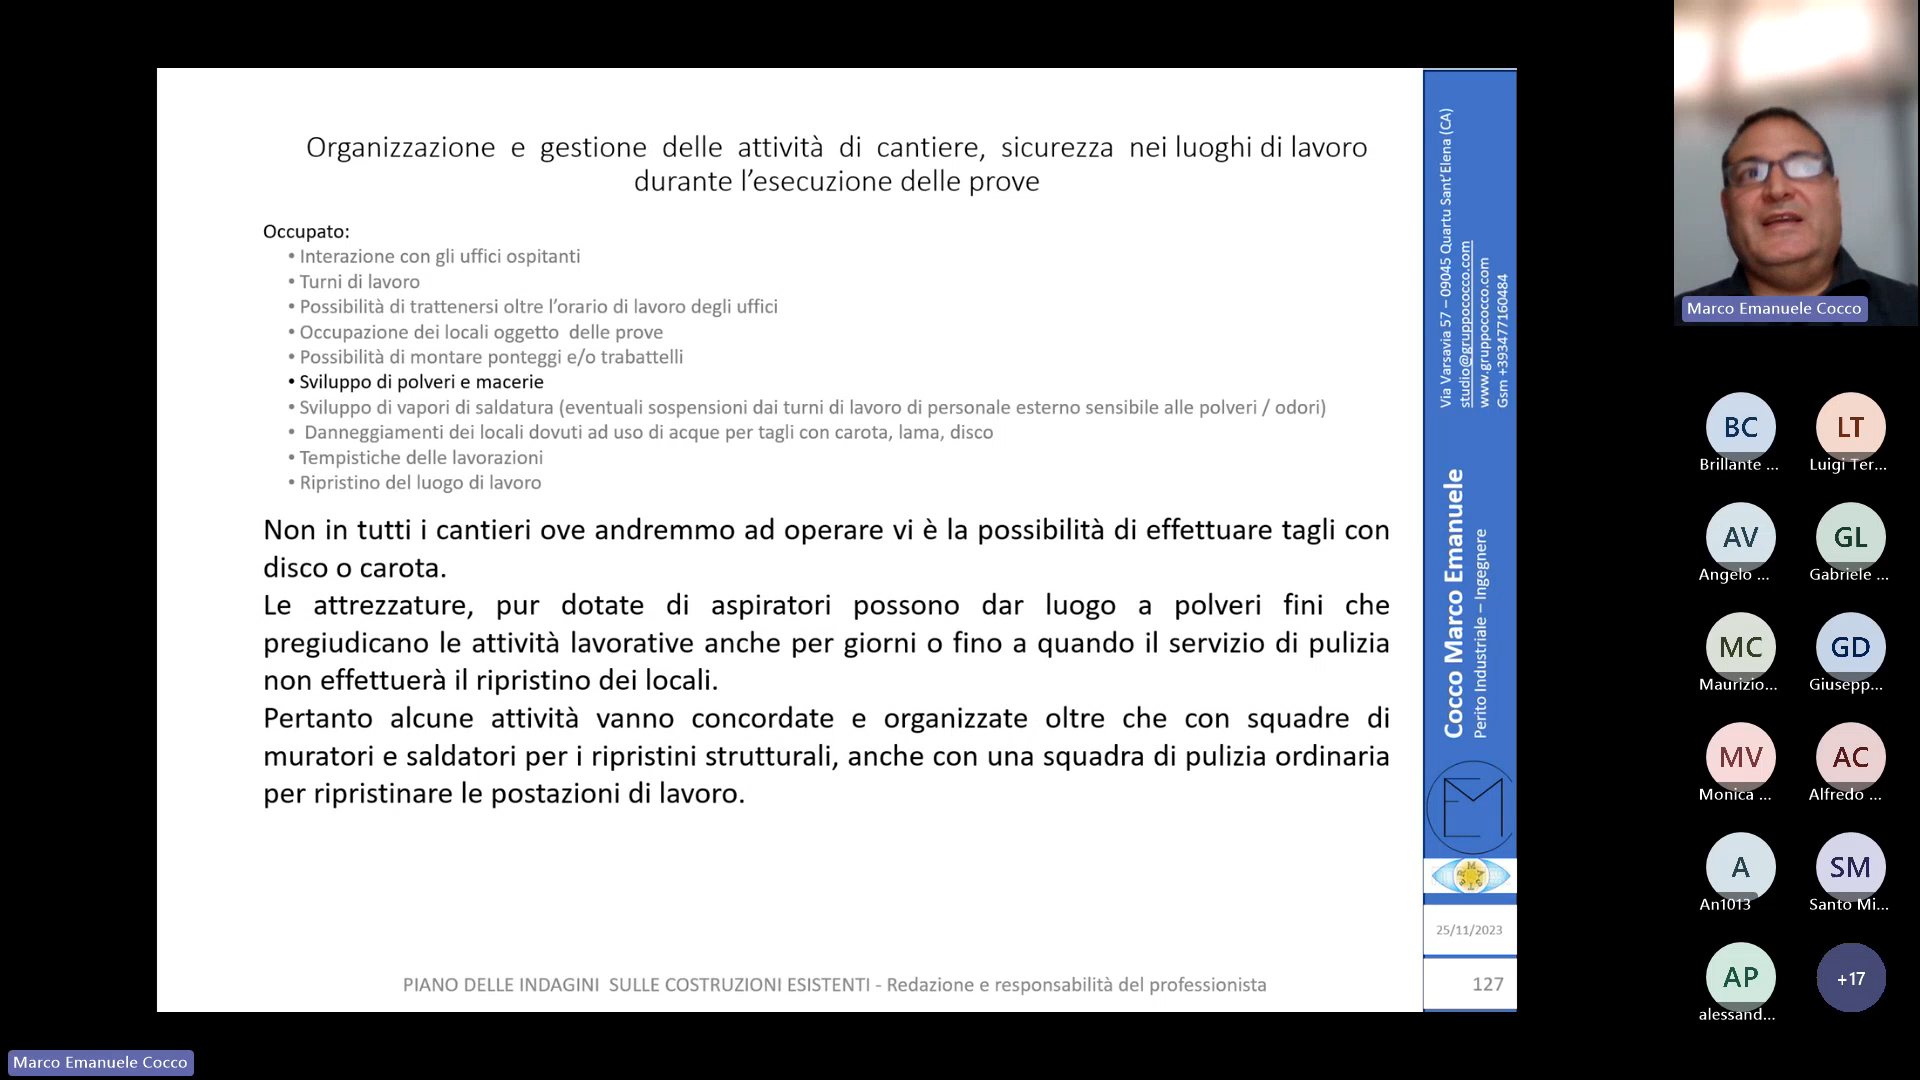 Organizzazione e gestione delle attività di cantiere, sicurezza nei luoghi di lavoro
durante l’esecuzione delle prove
Occupato:
• Interazione con gli uffici ospitanti
• Turni di lavoro
• Possibilità di trattenersi oltre l’orario di lavoro degli uffici
• Occupazione dei locali oggetto delle prove
• Possibilità di montare ponteggi e/o trabattelli
• Sviluppo di polveri e macerie
• Sviluppo di vapori di saldatura (eventuali sospensioni dai turni di lavoro di personale esterno sensibile alle polveri / odori)
• Danneggiamenti dei locali dovuti ad uso di acque per tagli con carota, lama, disco
• Tempistiche delle lavorazioni
• Ripristino del luogo di lavoro
Non in tutti i cantieri ove andremmo ad operare vi è la possibilità di effettuare tagli con
disco o carota.
Le attrezzature, pur dotate di aspiratori possono dar luogo a polveri fini che
pregiudicano le attività lavorative anche per giorni o fino a quando il servizio di pulizia
non effettuerà il ripristino dei locali.
Pertanto alcune attività vanno concordate e organizzate oltre che con squadre di
muratori e saldatori per i ripristini strutturali, anche con una squadra di pulizia ordinaria
per ripristinare le postazioni di lavoro.
PIANO DELLE INDAGINI SULLE COSTRUZIONI ESISTENTI - Redazione e responsabilità del professionista
Via Varsavia 57 – 09045 Quartu Sant’Elena (CA)
studio@gruppococco.com
www.gruppococco.com
Gsm +393477160484
Cocco Marco Emanuele
Perito Industriale – Ingegnere
25/11/2023
127
Marco Emanuele Cocco
BC
Brillante ...
LT
Luigi Ter...
AV
Angelo ...
GL
Gabriele ...
MC
Maurizio...
GD
Giusepp...
MV
Monica ...
AC
Alfredo ...
A
An1013
SM
Santo Mi...
AP
alessand...
+17
Marco Emanuele Cocco